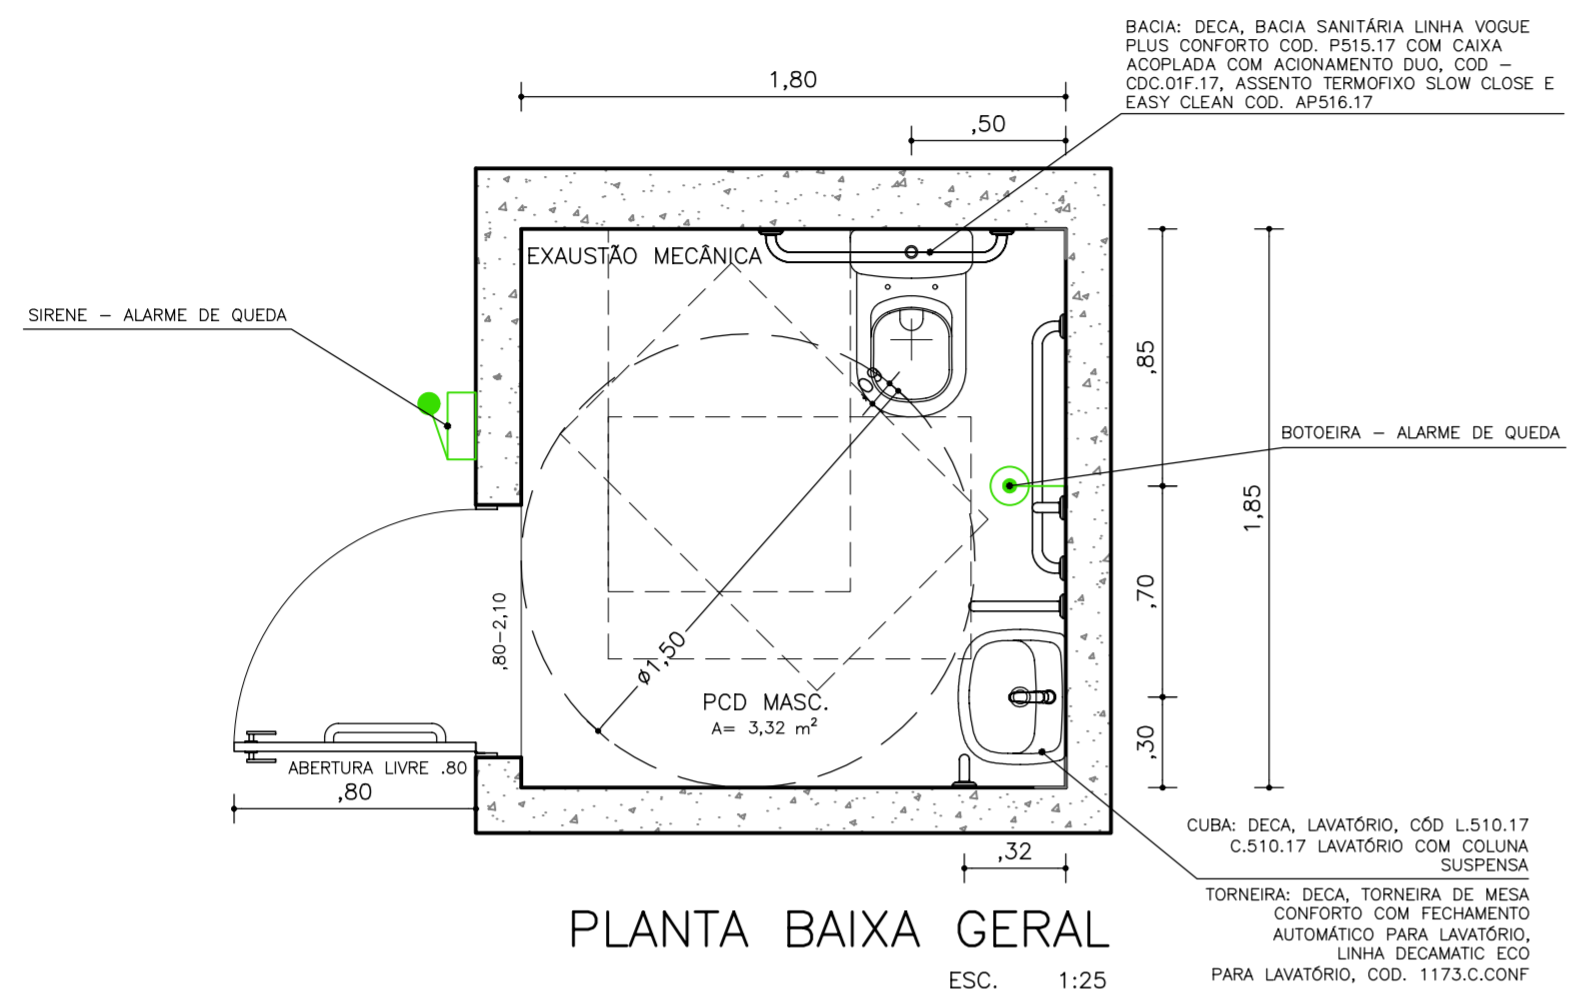 BACIA: DECA, BACIA SANITÁRIA LINHA VOGUE
PLUS CONFORTO COD. P515.17 COM CAIXA
ACOPLADA COM ACIONAMENTO DUO, COD –
CDC.01F.17, ASSENTO TERMOFIXO SLOW CLOSE E
EASY CLEAN COD. AP516.17
1,80
,50
EXAUSTÃO MECÂNICA
SIRENE – ALARME DE QUEDA
,85
BOTOEIRA – ALARME DE QUEDA
1,85
,70
,80–2,10
Ø1,50
PCD MASC.
A= 3,32 m²
,30
ABERTURA LIVRE .80
,80
CUBA: DECA, LAVATÓRIO, CÓD L.510.17
C.510.17 LAVATÓRIO COM COLUNA
SUSPENSA
,32
TORNEIRA: DECA, TORNEIRA DE MESA
CONFORTO COM FECHAMENTO
AUTOMÁTICO PARA LAVATÓRIO,
LINHA DECAMATIC ECO
PARA LAVATÓRIO, COD. 1173.C.CONF
PLANTA BAIXA GERAL
ESC. 1:25